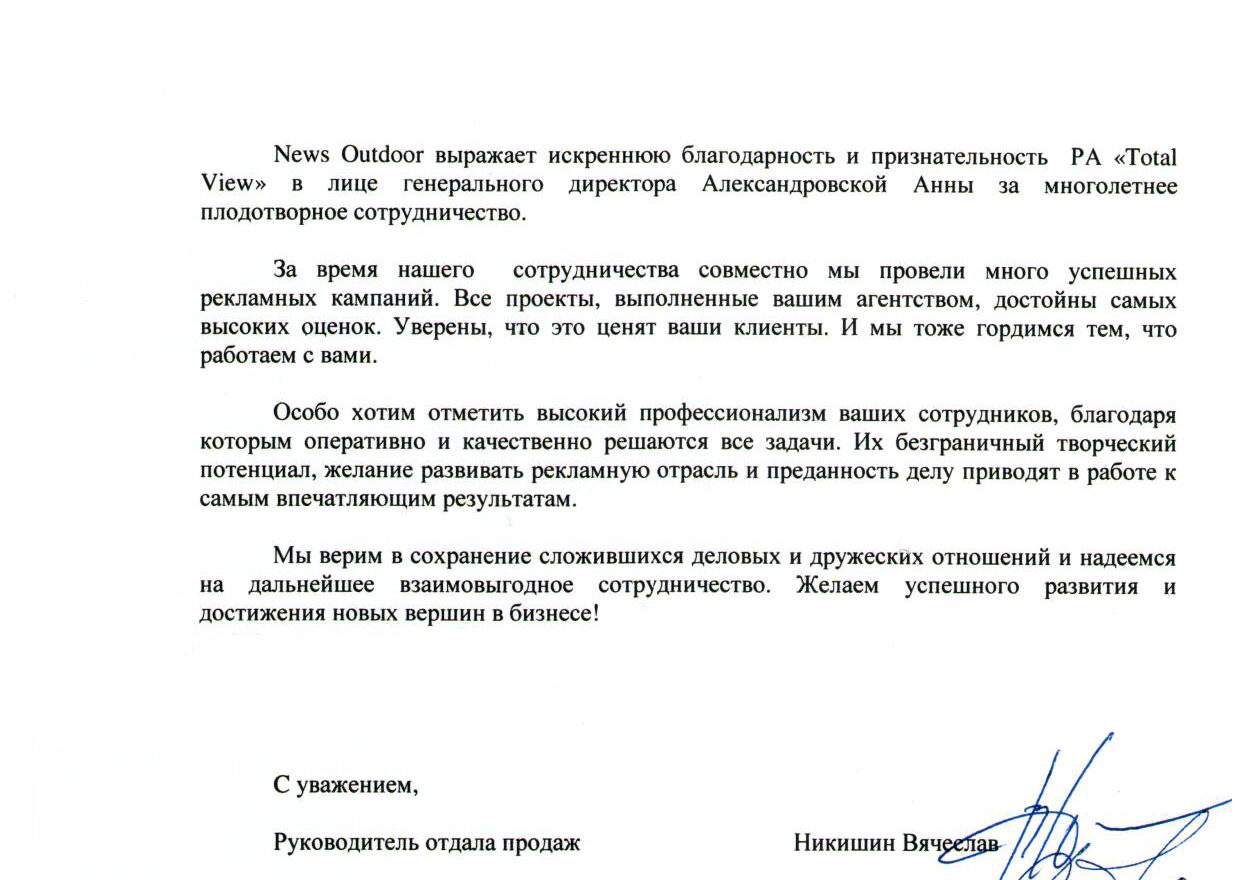 News Outdoor выражает искреннюю благодарность и признательность РА «Total
View» в лице генерального директора Александровской Анны за многолетнее
плодотворное сотрудничество.
За время нашего сотрудничества совместно мы провели много успешных
рекламных кампаний. Все проекты, выполненные вашим агентством, достойны самых
высоких оценок. Уверены, что это ценят ваши клиенты. И мы тоже гордимся тем, что
работаем с вами.
Особо хотим отметить высокий профессионализм ваших сотрудников, благодаря
которым оперативно и качественно решаются все задачи. Их безграничный творческий
потенциал, желание развивать рекламную отрасль и преданность делу приводят в работе к
самым впечатляющим результатам.
Мы верим в сохранение сложившихся деловых и дружеских отношений и надеемся
на дальнейшее взаимовыгодное сотрудничество. Желаем успешного развития и
достижения новых вершин в бизнесе!
С уважением,
Руководитель отдала продаж Никишин Вячеслав